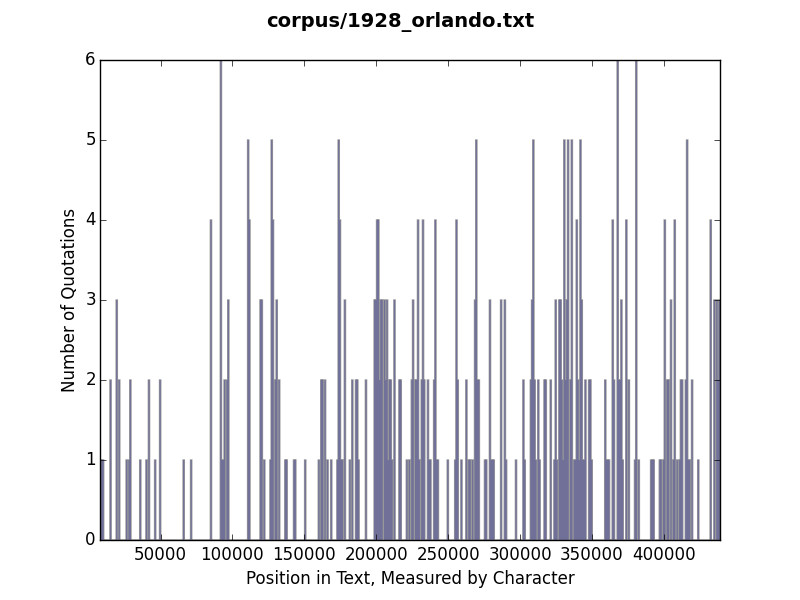 corpus/1928_orlando.txt
Number of Quotations
6
5
4
3
2
1
0
50000 100000 150000 200000 250000 300000 350000 400000
Position in Text, Measured by Character